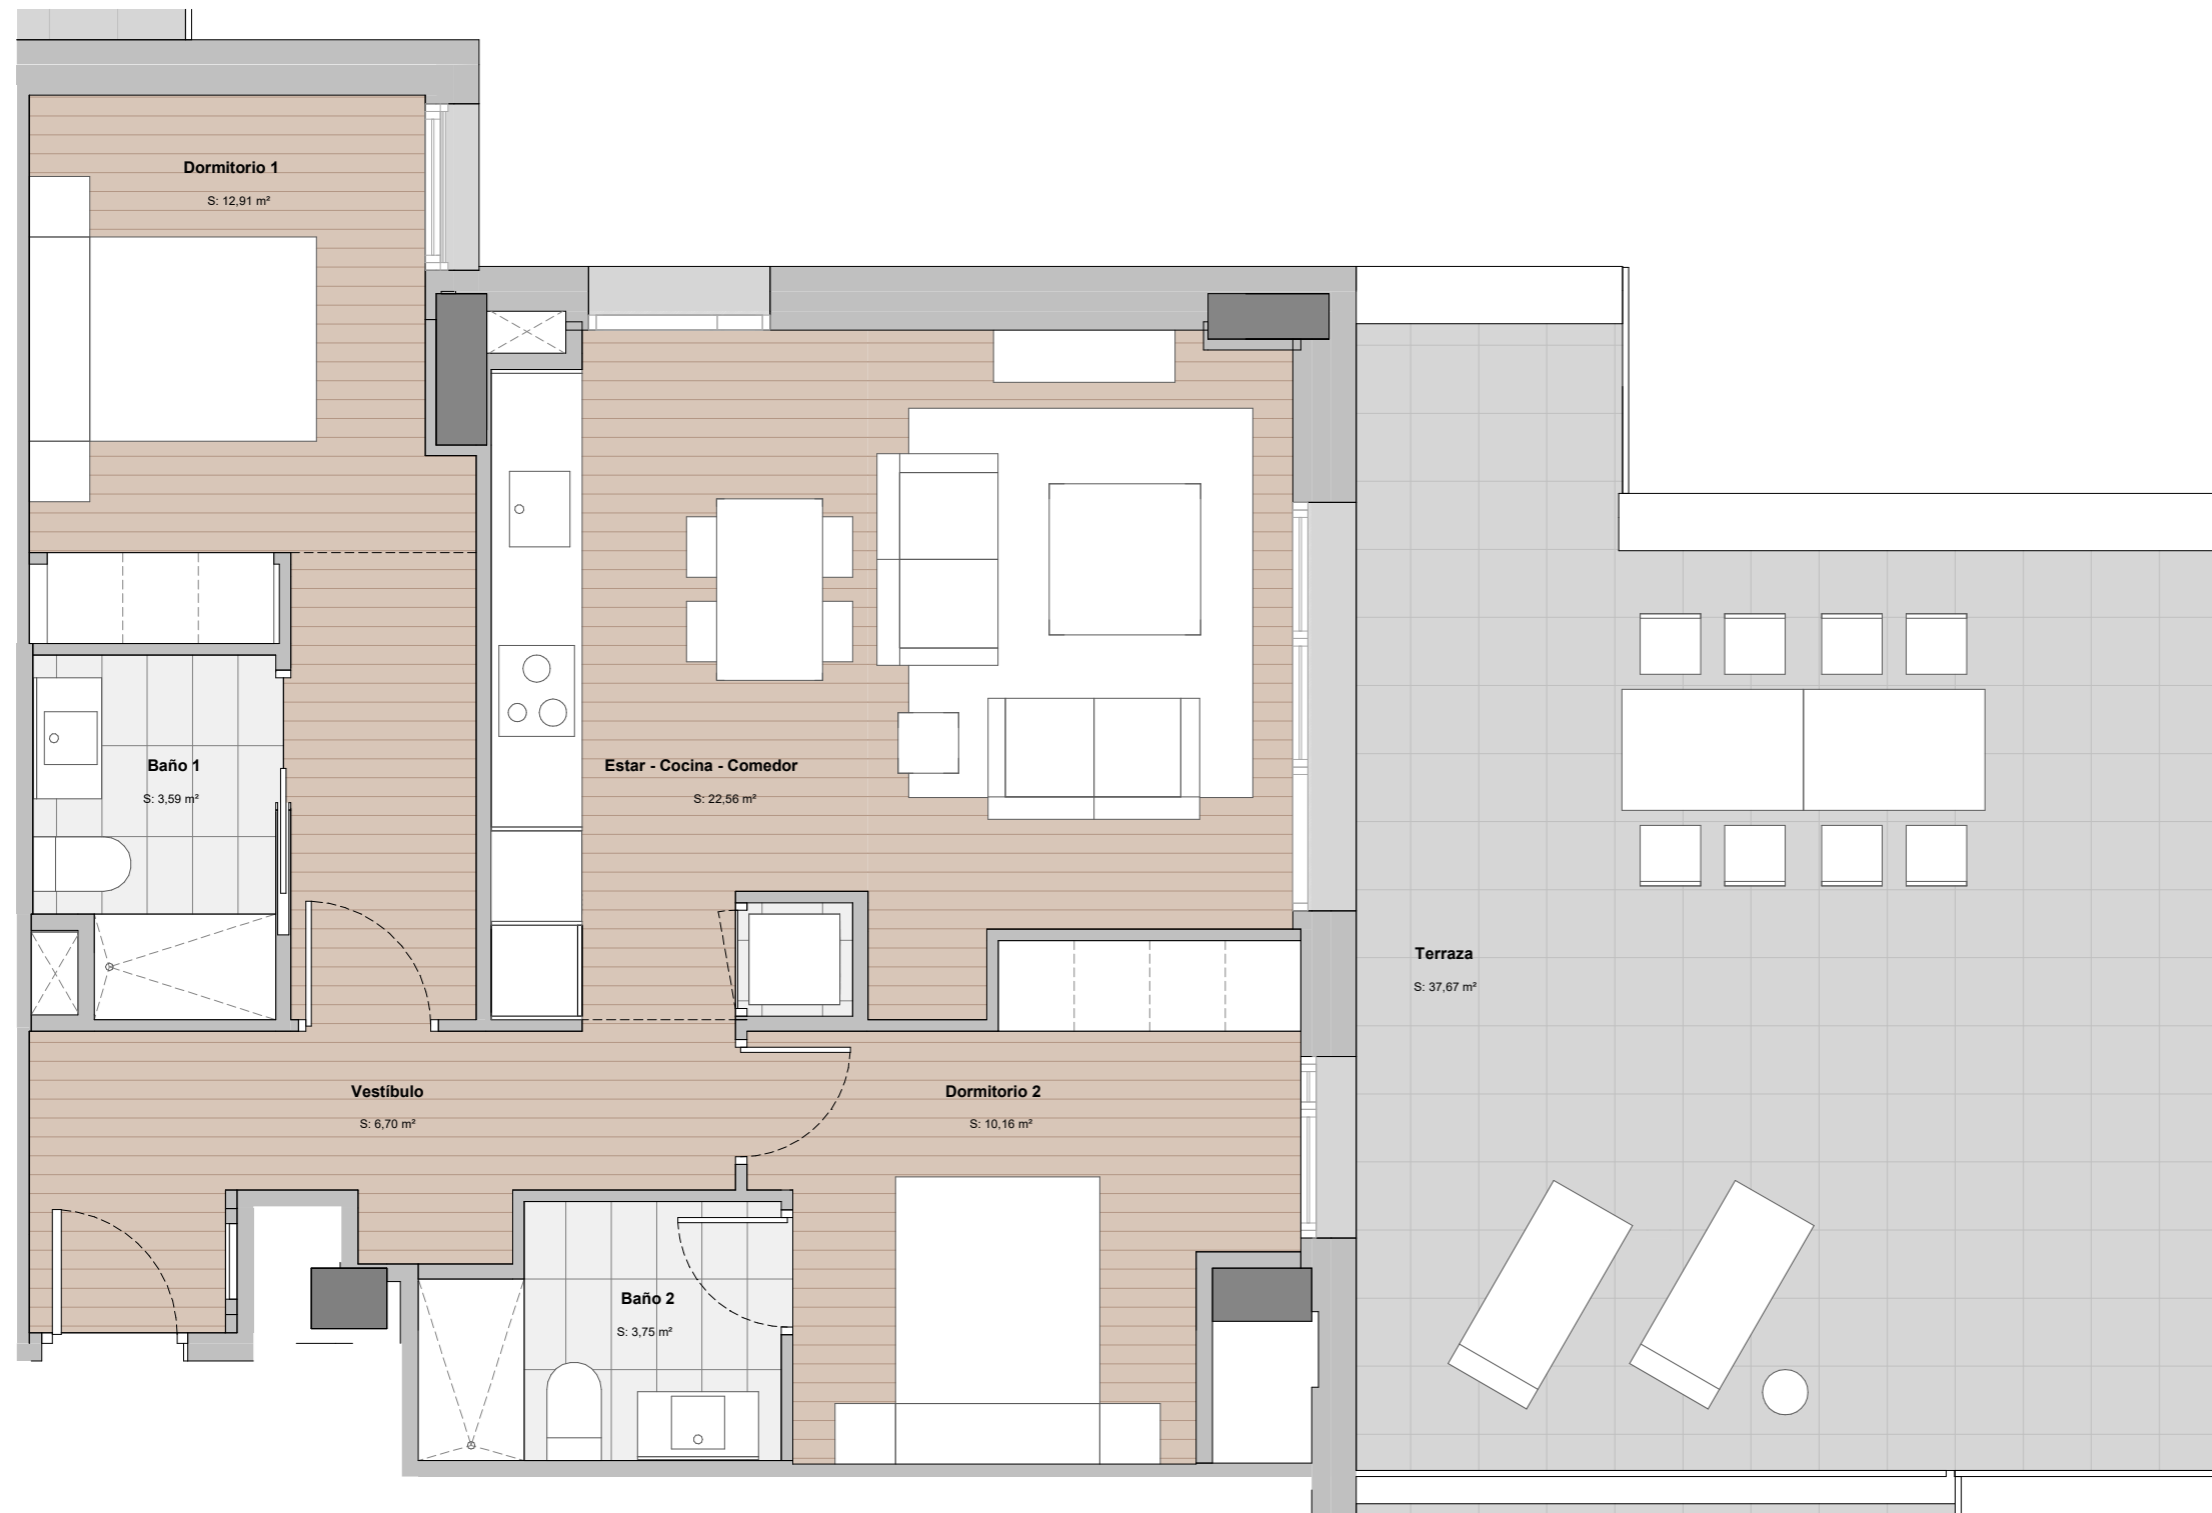 Dormitorio 1
S: 12,91 m²
Baño 1
S: 3,59 m²
Estar - Cocina - Comedor
S: 22,56 m²
Terraza
S: 37,67 m²
Vestíbulo
S: 6,70 m²
Dormitorio 2
S: 10,16 m²
Baño 2
S: 3,75 m²